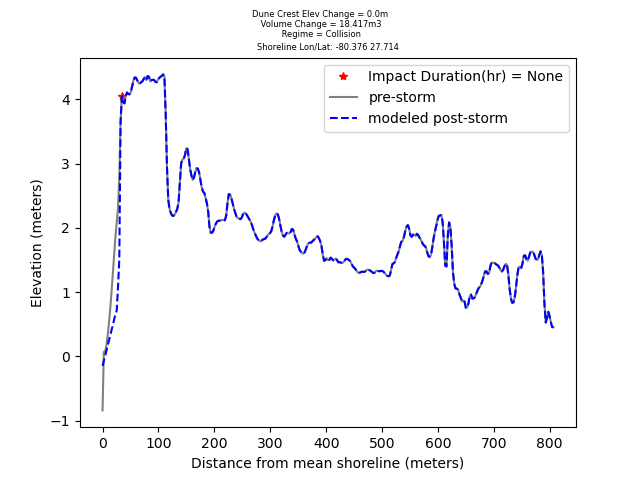 Dune Crest Elev Change = 0.0m
Volume Change = 18.417m3
Regime = Collision
Shoreline Lon/Lat: -80.376 27.714
Impact Duration(hr) = None
pre-storm
modeled post-storm
4
3
2
1
0
−1
Elevation (meters)
0 100 200 300 400 500 600 700 800
Distance from mean shoreline (meters)